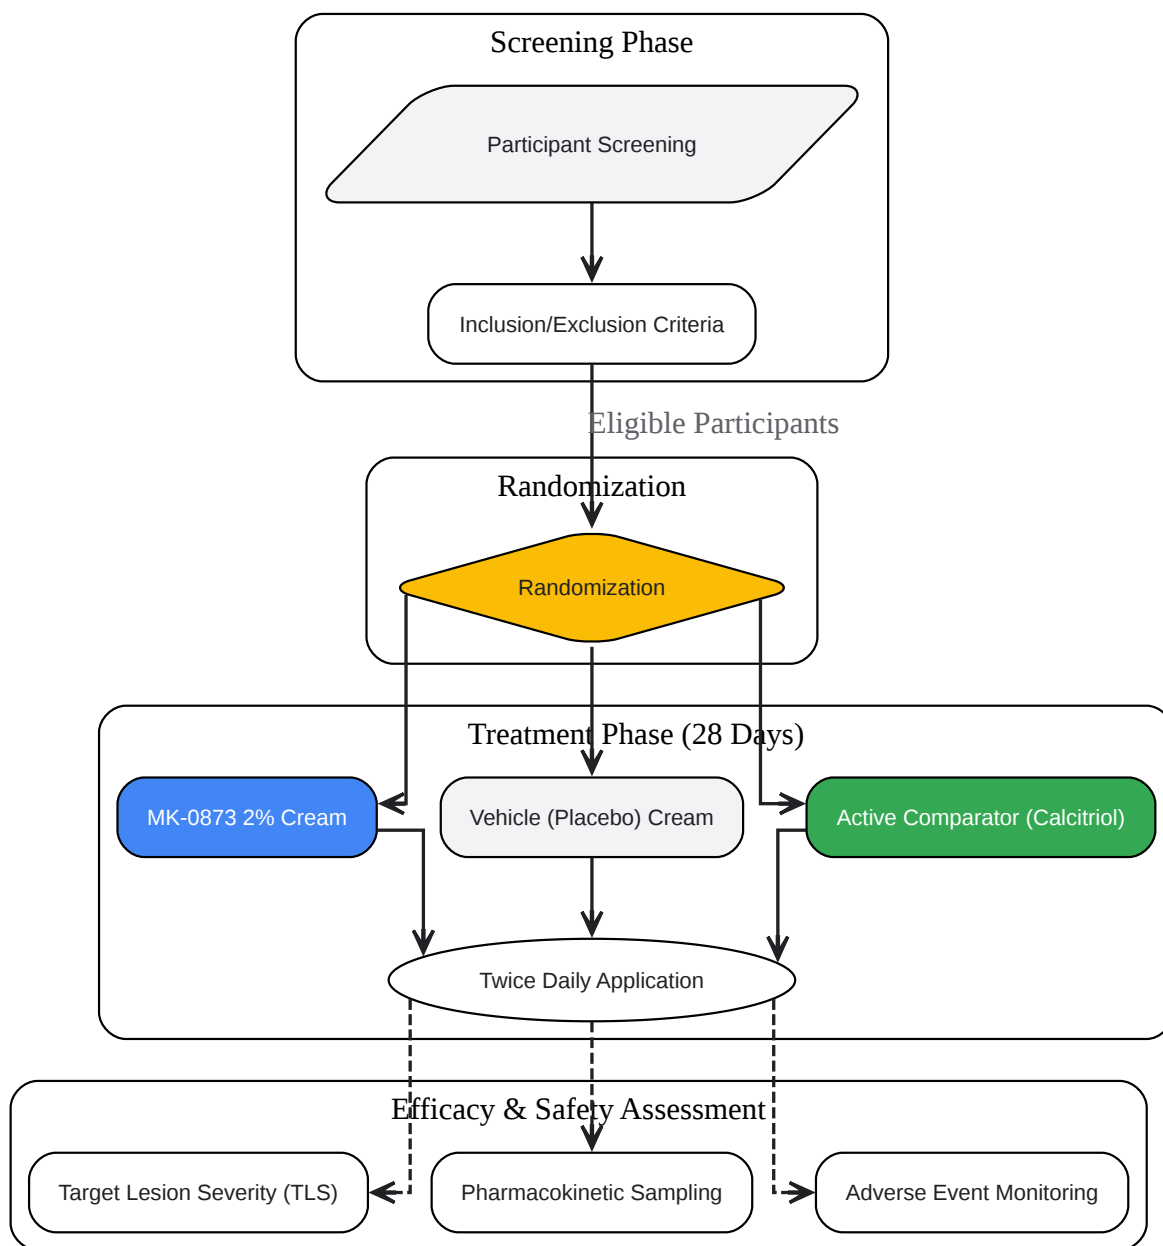 Screening Phase
Participant Screening
Inclusion/Exclusion Criteria
Eligible Participants
Randomization
Randomization
Treatment Phase (28 Days)
MK-0873 2% Cream
Vehicle (Placebo) Cream
Active Comparator (Calcitriol)
Twice Daily Application
Efficacy & Safety Assessment
Target Lesion Severity (TLS)
Pharmacokinetic Sampling
Adverse Event Monitoring